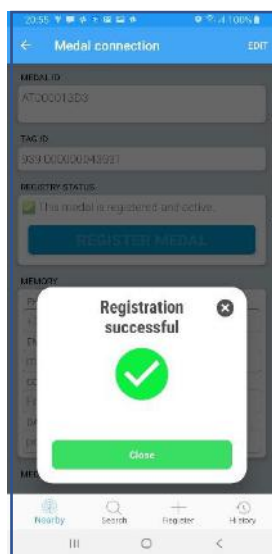 20:55 100%
Medal connection EDIT
MEDAL ID
TAG ID
REGISTRY STATUS
This medal is registered and active.
REGISTER MEDAL
MEMORY
Registration
successful
Close
Nearby Search Register History